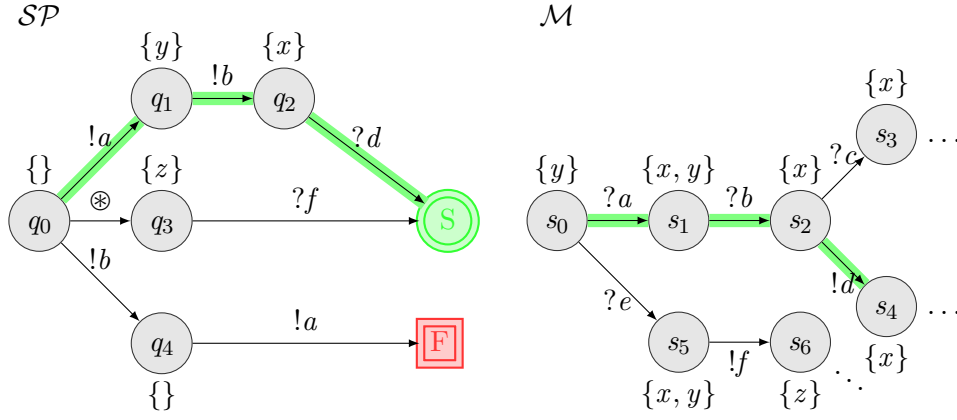 𝒮𝒫
ℳ
{y}
{x}
!b
q₁
q₂
{x}
s₃
…
!a
?d
?c
{}
{z}
{y}
{x, y}
{x}
⊛
?f
?a
?b
q₀
q₃
S
s₀
s₁
s₂
!b
?e
!d
s₄
…
!a
q₄
F
s₅
!f
s₆
{x}
{}
{x, y}
{z}
⋱